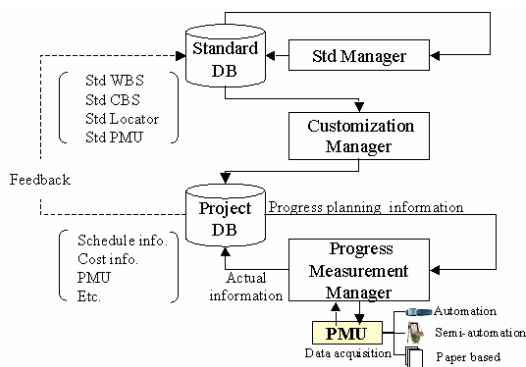 Standard
DB
Std Manager
Std WBS
Std CBS
Std Locator
Std PMU
Customization
Manager
Feedback
Project
DB
Progress planning information
Schedule info.
Cost info.
PMU
Etc.
Actual
information
Progress
Measurement
Manager
PMU
Data acquisition
Automation
Semi-automation
Paper based